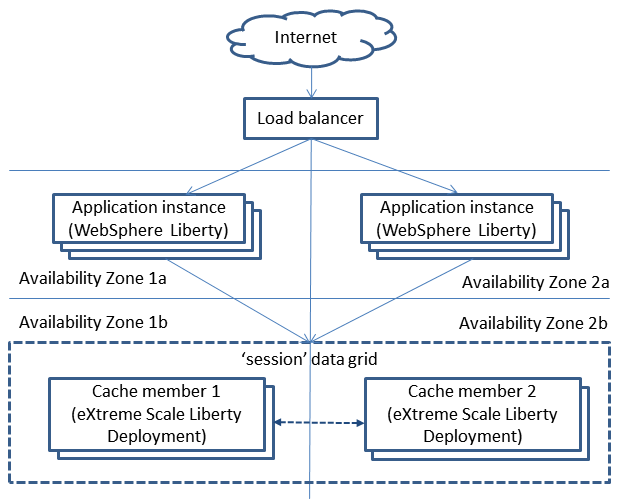 Internet
Load balancer
Application instance
(WebSphere Liberty)
Application instance
(WebSphere Liberty)
Availability Zone 1a
Availability Zone 2a
Availability Zone 1b
Availability Zone 2b
‘session’ data grid
Cache member 1
(eXtreme Scale Liberty
Deployment)
Cache member 2
(eXtreme Scale Liberty
Deployment)